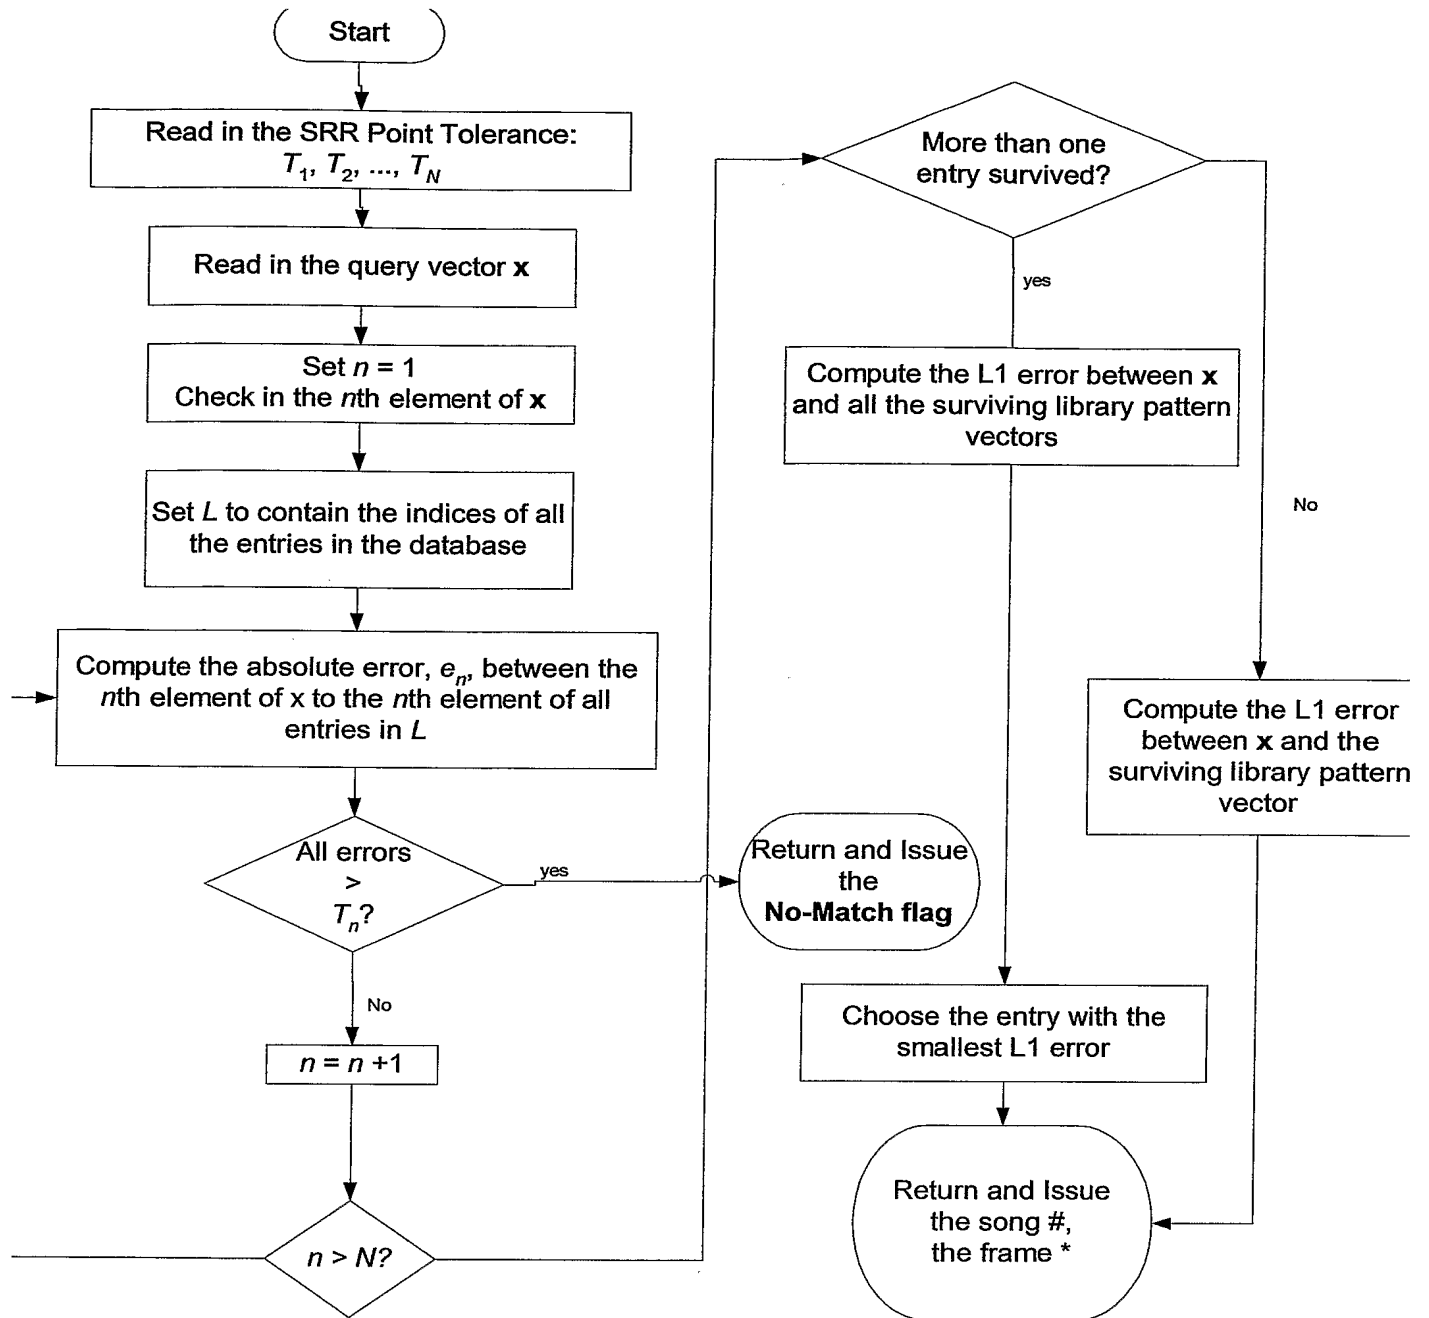 Start
Read in the SRR Point Tolerance:
T1, T2, ..., TN
Read in the query vector x
Set n = 1
Check in the nth element of x
Set L to contain the indices of all
the entries in the database
Compute the absolute error, en, between the
nth element of x to the nth element of all
entries in L
All errors
>
Tn?
yes
No
n = n +1
n > N?
Return and Issue
the
No-Match flag
More than one
entry survived?
yes
No
Compute the L1 error between x
and all the surviving library pattern
vectors
Compute the L1 error
between x and the
surviving library pattern
vector
Choose the entry with the
smallest L1 error
Return and Issue
the song #,
the frame *